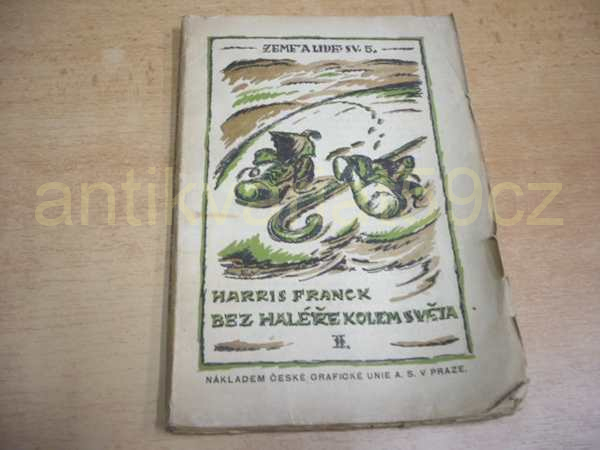 ZEMĚ A LIDÉ SV. 5.
HARRIS FRANCK
BEZ HALÉŘE KOLEM SVĚTA
II.
NÁKLADEM ČESKÉ GRAFICKÉ UNIE A. S. V PRAZE.